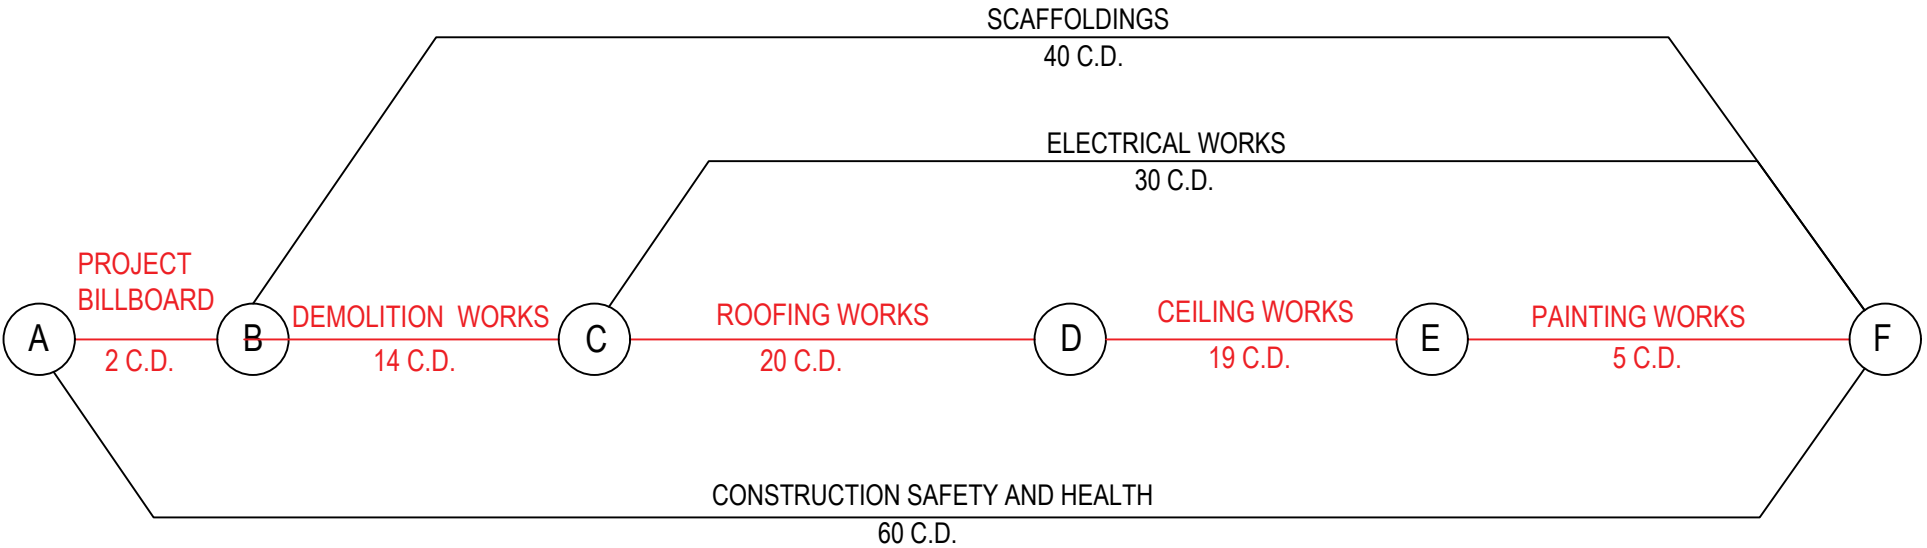 SCAFFOLDINGS
40 C.D.
ELECTRICAL WORKS
30 C.D.
PROJECT
BILLBOARD
DEMOLITION WORKS
ROOFING WORKS
CEILING WORKS
PAINTING WORKS
A
B
C
D
E
F
2 C.D.
14 C.D.
20 C.D.
19 C.D.
5 C.D.
CONSTRUCTION SAFETY AND HEALTH
60 C.D.